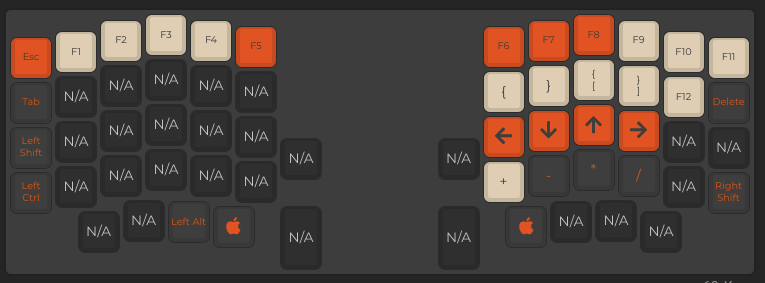 Esc F1 F2 F3 F4 F5 F6 F7 F8 F9 F10 F11
Tab N/A N/A N/A N/A N/A { } {
[ }
] F12 Delete
Left
Shift N/A N/A N/A N/A N/A ← ↓ ↑ → N/A N/A
N/A N/A
Left
Ctrl N/A N/A N/A N/A N/A + - * / N/A Right
Shift
N/A N/A Left Alt N/A N/A N/A N/A N/A